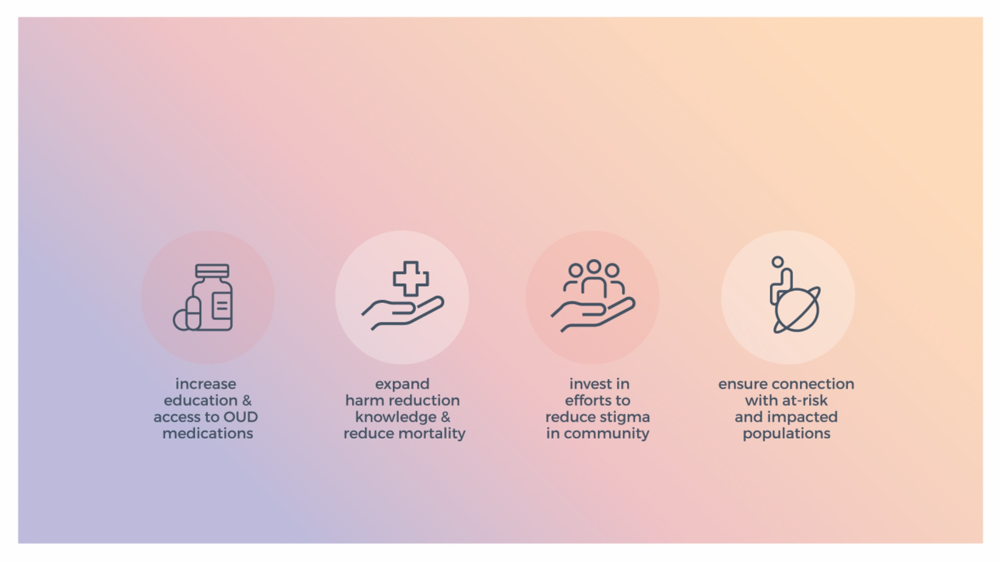 increase
education &
access to OUD
medications
expand
harm reduction
knowledge &
reduce mortality
invest in
efforts to
reduce stigma
in community
ensure connection
with at-risk
and impacted
populations